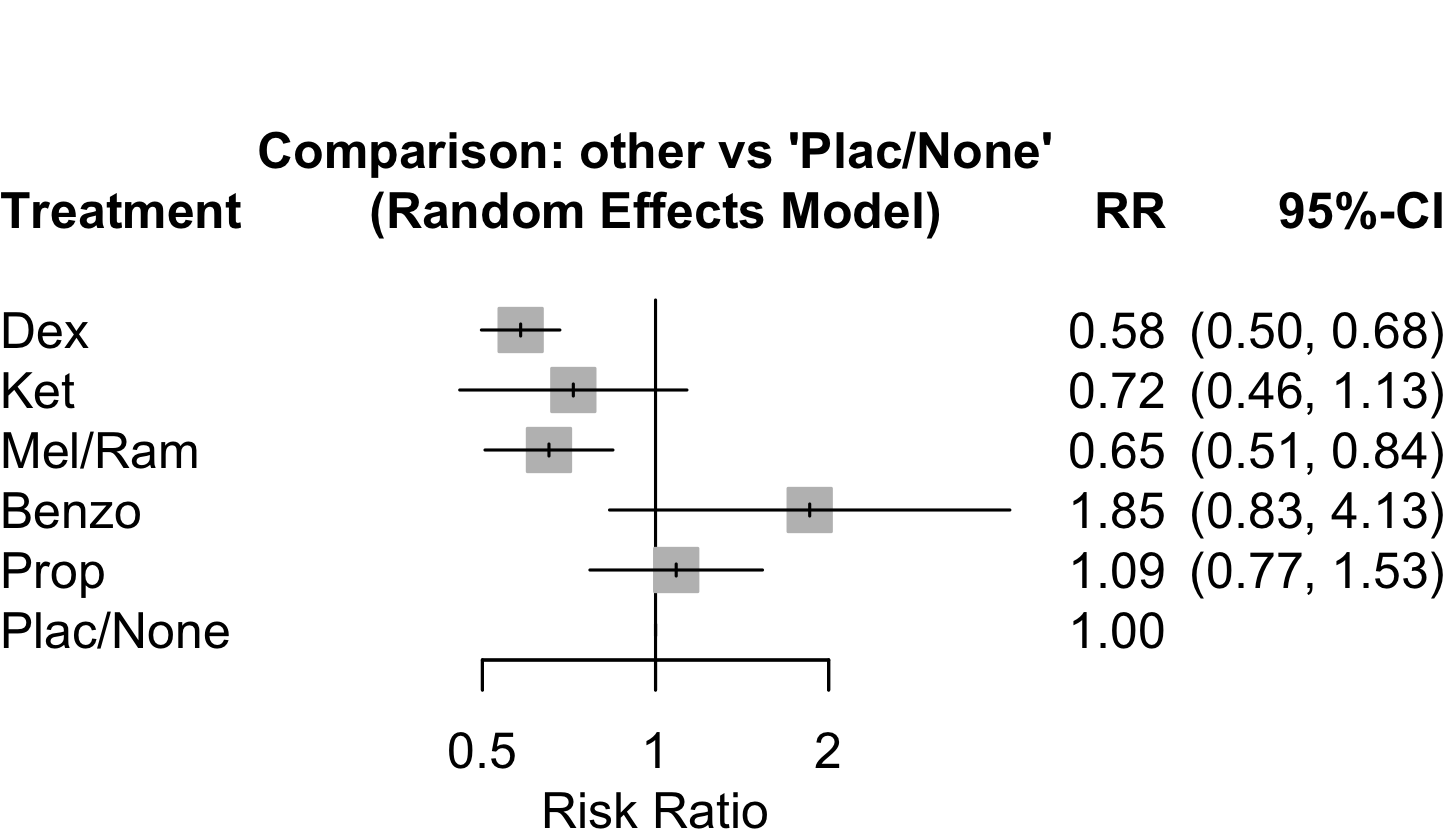 Comparison: other vs 'Plac/None'
Treatment (Random Effects Model) RR 95%-CI
Dex 0.58 (0.50, 0.68)
Ket 0.72 (0.46, 1.13)
Mel/Ram 0.65 (0.51, 0.84)
Benzo 1.85 (0.83, 4.13)
Prop 1.09 (0.77, 1.53)
Plac/None 1.00
0.5 1 2
Risk Ratio